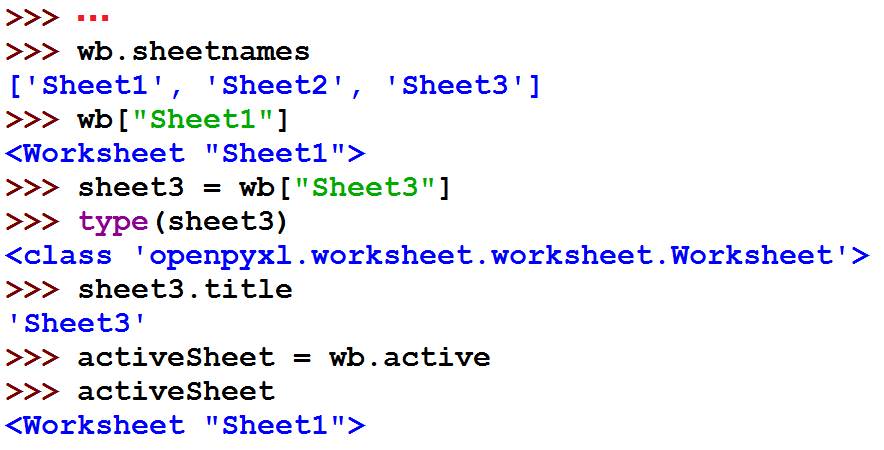 >>> ...
>>> wb.sheetnames
['Sheet1', 'Sheet2', 'Sheet3']
>>> wb["Sheet1"]
<Worksheet "Sheet1">
>>> sheet3 = wb["Sheet3"]
>>> type(sheet3)
<class 'openpyxl.worksheet.worksheet.Worksheet'>
>>> sheet3.title
'Sheet3'
>>> activeSheet = wb.active
>>> activeSheet
<Worksheet "Sheet1">